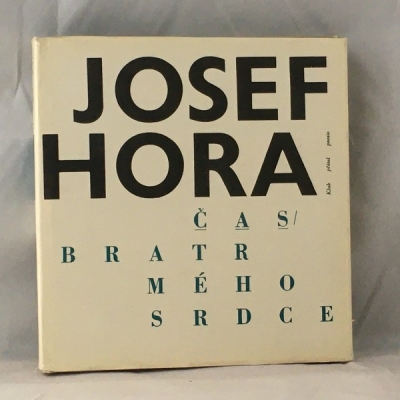 JOSEF
HORA
Klub přátel poezie
ČAS/
BRATR
MÉHO
SRDCE